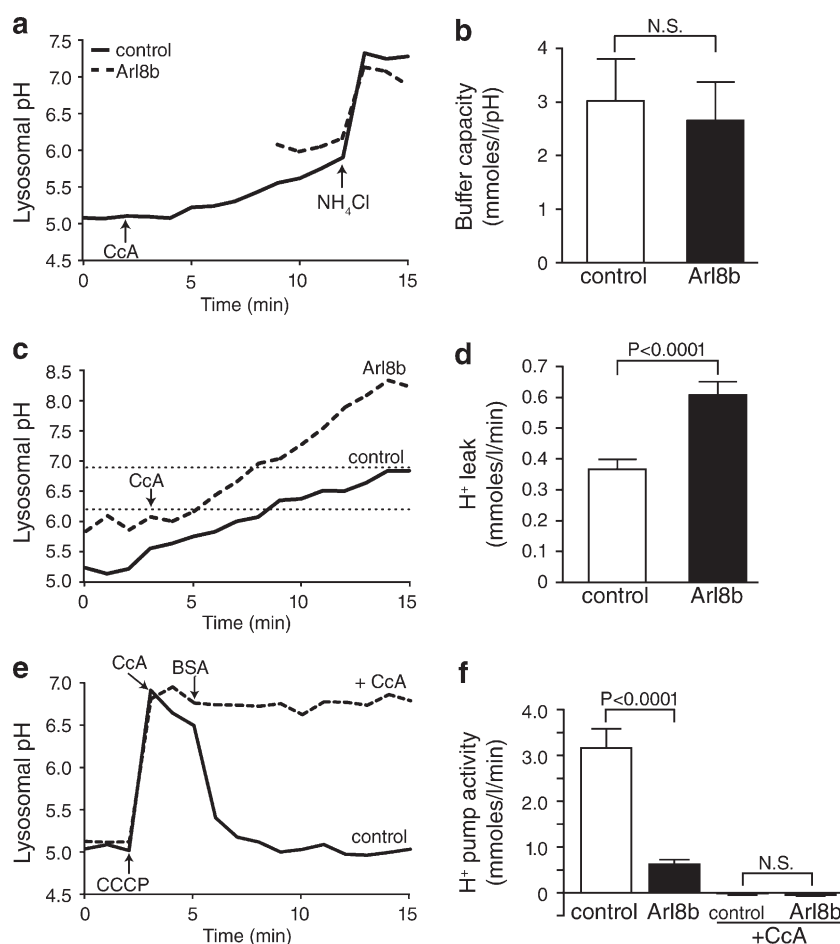 a
7.5
7.0
6.5
6.0
5.5
5.0
4.5
Lysosomal pH
control
Arl8b
CcA
NH4Cl
0
5
10
15
Time (min)
b
N.S.
4
3
2
1
0
Buffer capacity
(mmoles/l/pH)
control
Arl8b
c
8.5
8.0
7.5
7.0
6.5
6.0
5.5
5.0
Lysosomal pH
Arl8b
control
CcA
0
5
10
15
Time (min)
d
P<0.0001
0.7
0.6
0.5
0.4
0.3
0.2
0.1
0
H+ leak
(mmoles/l/min)
control
Arl8b
e
CcA
BSA
+ CcA
7.0
6.5
6.0
5.5
5.0
4.5
Lysosomal pH
control
CCCP
0
5
10
15
Time (min)
f
P<0.0001
4.0
3.0
2.0
1.0
0
H+ pump activity
(mmoles/l/min)
N.S.
control
Arl8b
control
Arl8b
+CcA